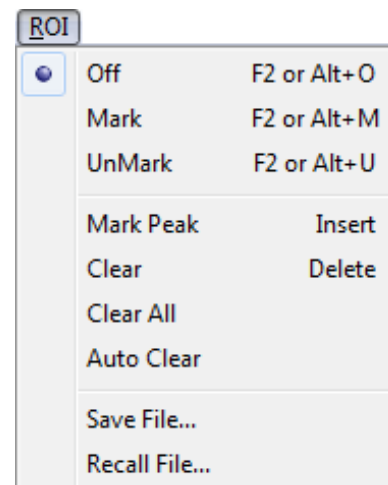 ROI
Off F2 or Alt+O
Mark F2 or Alt+M
UnMark F2 or Alt+U
Mark Peak Insert
Clear Delete
Clear All
Auto Clear
Save File...
Recall File...